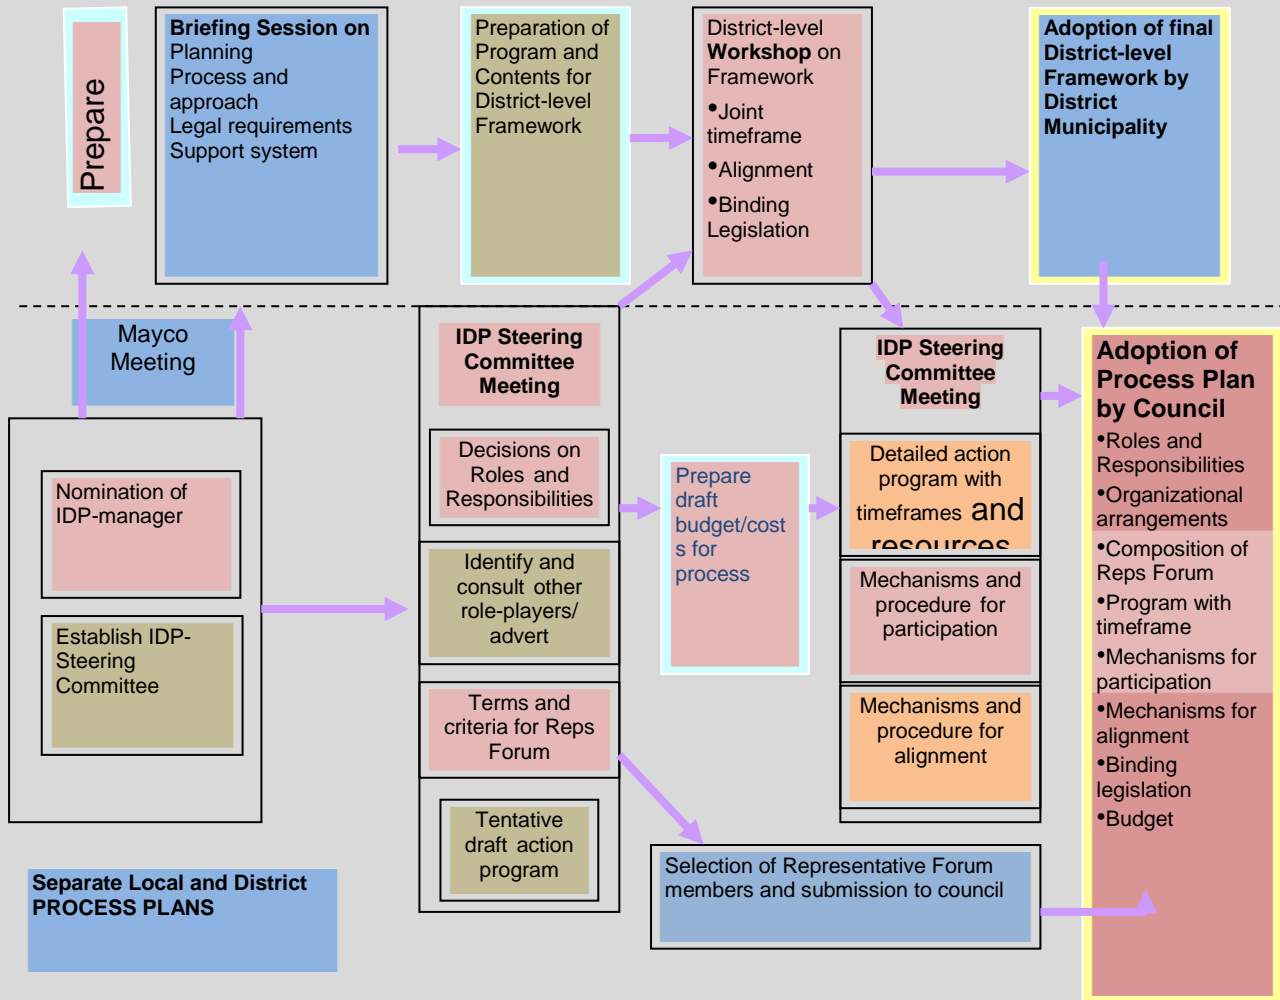 Prepare
Briefing Session on
Planning
Process and
approach
Legal requirements
Support system
Preparation of
Program and
Contents for
District-level
Framework
District-level
Workshop on
Framework
•Joint
timeframe
•Alignment
•Binding
Legislation
Adoption of final
District-level
Framework by
District
Municipality
Mayco
Meeting
Nomination of
IDP-manager
Establish IDP-
Steering
Committee
Separate Local and District
PROCESS PLANS
IDP Steering
Committee
Meeting
Decisions on
Roles and
Responsibilities
Identify and
consult other
role-players/
advert
Terms and
criteria for Reps
Forum
Tentative
draft action
program
Prepare
draft
budget/cost
s for
process
IDP Steering
Committee
Meeting
Detailed action
program with
timeframes and
resources
Mechanisms and
procedure for
participation
Mechanisms and
procedure for
alignment
Selection of Representative Forum
members and submission to council
Adoption of
Process Plan
by Council
•Roles and
Responsibilities
•Organizational
arrangements
•Composition of
Reps Forum
•Program with
timeframe
•Mechanisms for
participation
•Mechanisms for
alignment
•Binding
legislation
•Budget